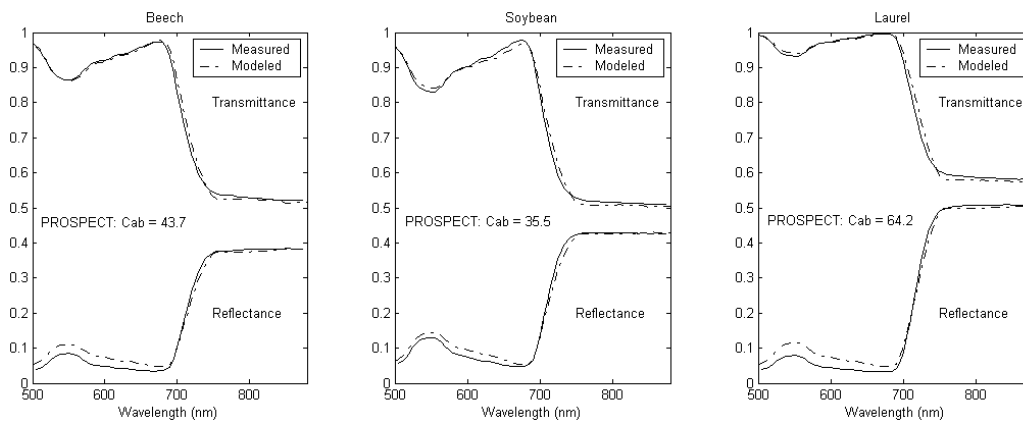 Beech
1
0.9
0.8
0.7
0.6
0.5
0.4
0.3
0.2
0.1
0
500
600
700
800
Wavelength (nm)
Measured
Modeled
Transmittance
PROSPECT: Cab = 43.7
Reflectance
Soybean
1
0.9
0.8
0.7
0.6
0.5
0.4
0.3
0.2
0.1
0
500
600
700
800
Wavelength (nm)
Measured
Modeled
Transmittance
PROSPECT: Cab = 35.5
Reflectance
Laurel
1
0.9
0.8
0.7
0.6
0.5
0.4
0.3
0.2
0.1
0
500
600
700
800
Wavelength (nm)
Measured
Modeled
Transmittance
PROSPECT: Cab = 64.2
Reflectance